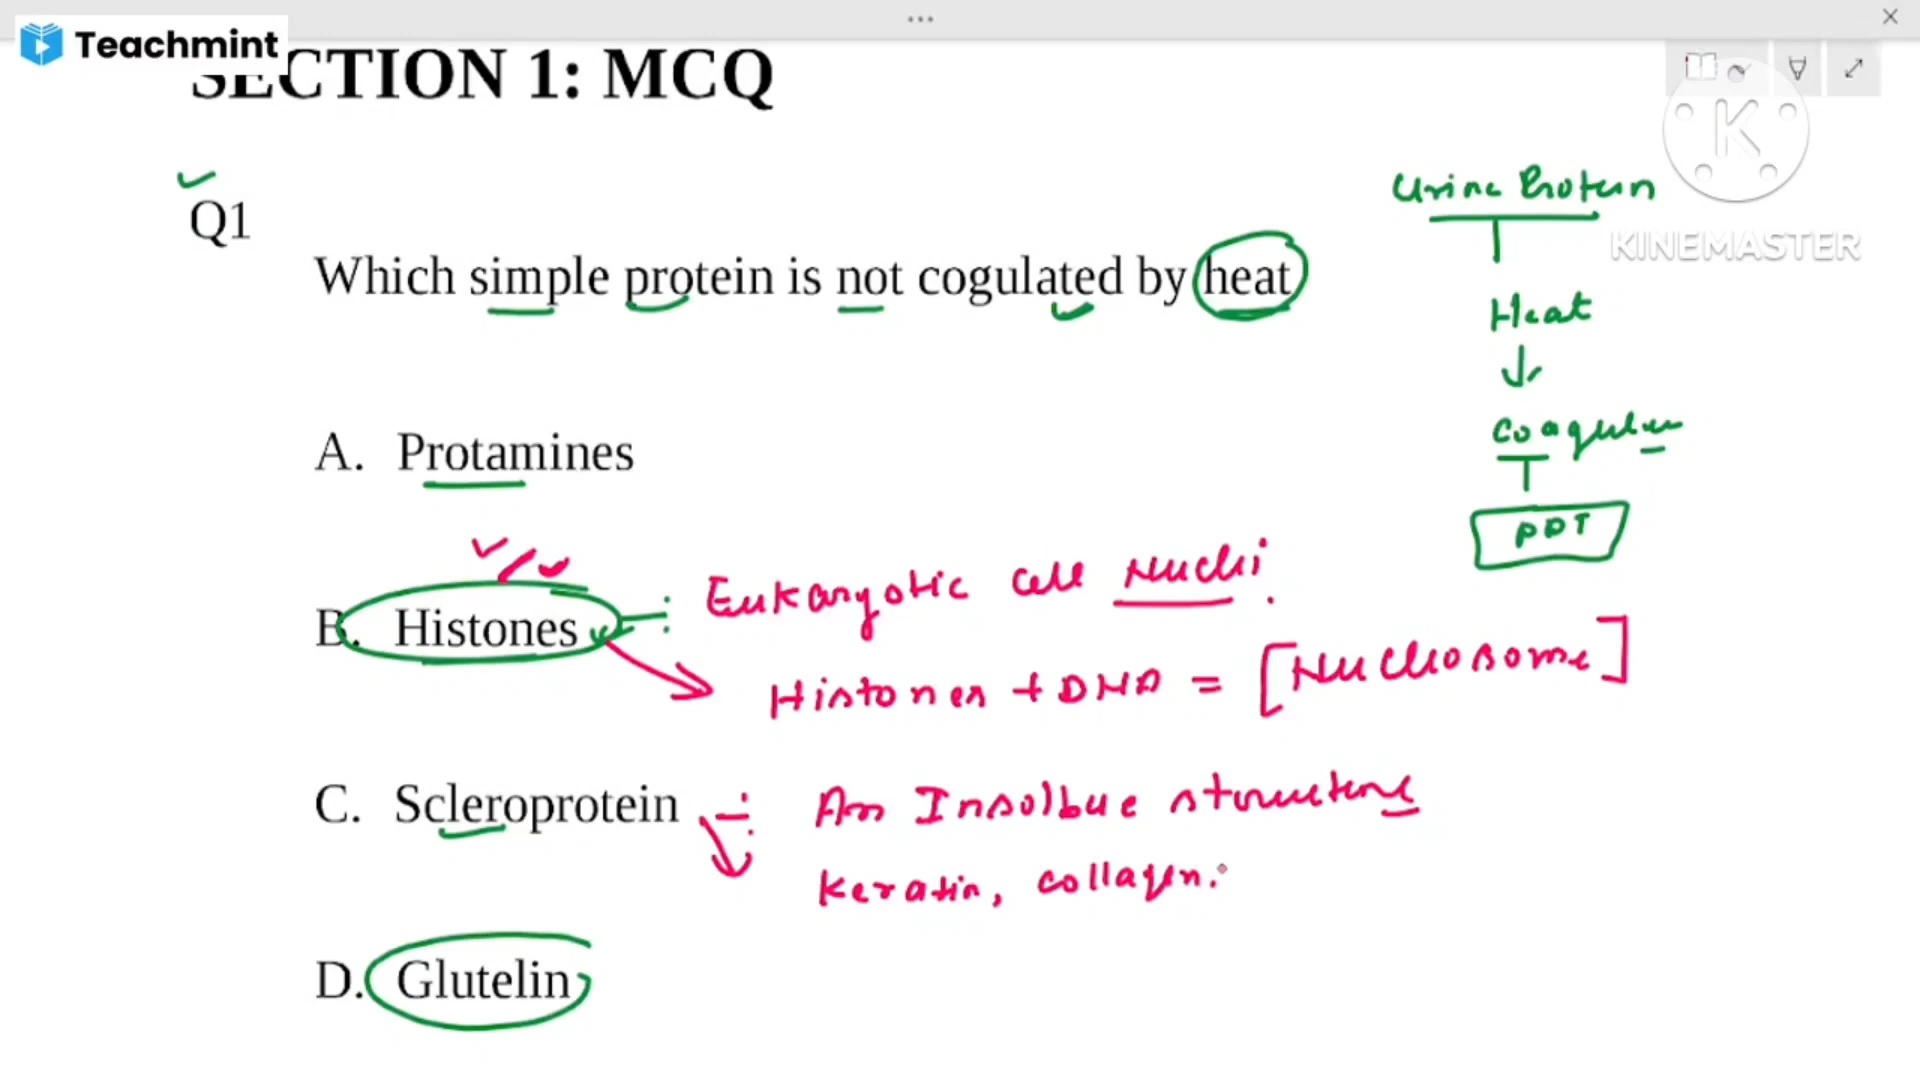 Teachmint
SECTION 1: MCQ
Q1
Which simple protein is not cogulated by heat
Urine Protein
Heat
KINEMASTER
K
PPT
A. Protamines
B. Histones
Eukaryotic cell Nuclei.
Histones + DNA = [Nucleosome]
C. Scleroprotein
An Insolbue structure
Keratin, collagen.
D. Glutelin